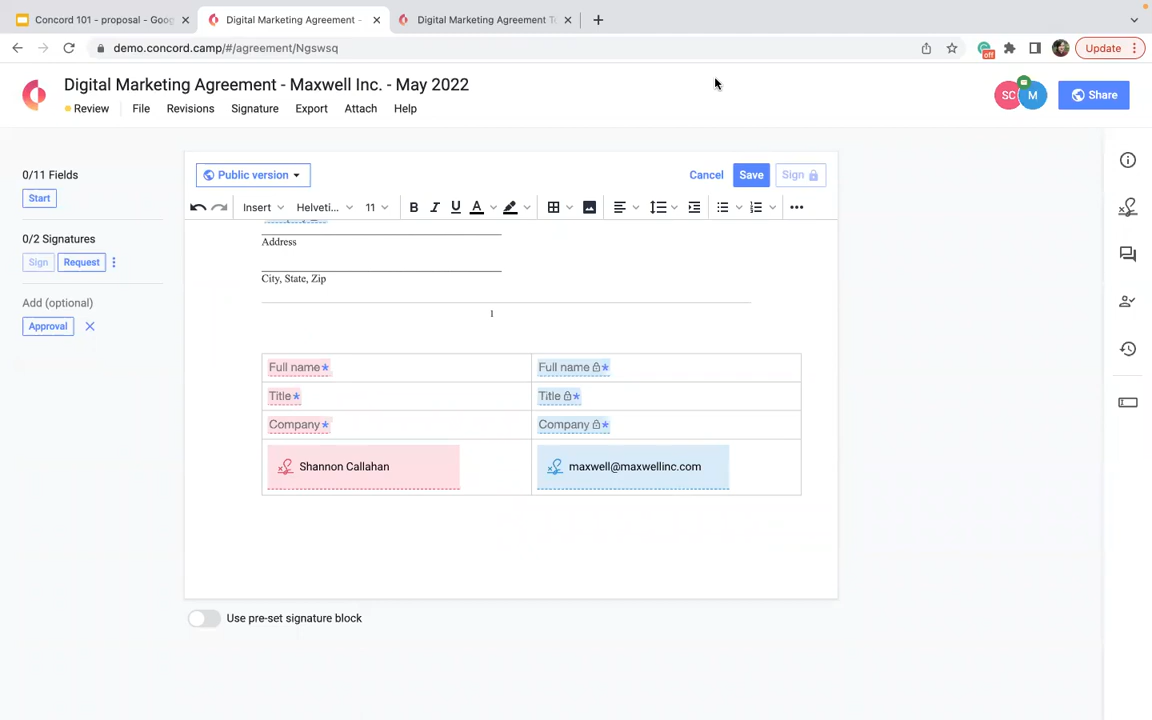 Concord 101 - proposal - Goog
Digital Marketing Agreement -
Digital Marketing Agreement T
demo.concord.camp/#/agreement/Ngswsq
off
Update
Digital Marketing Agreement - Maxwell Inc. - May 2022
Review File Revisions Signature Export Attach Help
SC M Share
0/11 Fields
Start
0/2 Signatures
Sign Request
Add (optional)
Approval
Public version
Cancel Save Sign
Insert Helveti... 11 B I U A
Address
City, State, Zip
1
Full name* Full name*
Title* Title*
Company* Company*
Shannon Callahan maxwell@maxwellinc.com
Use pre-set signature block